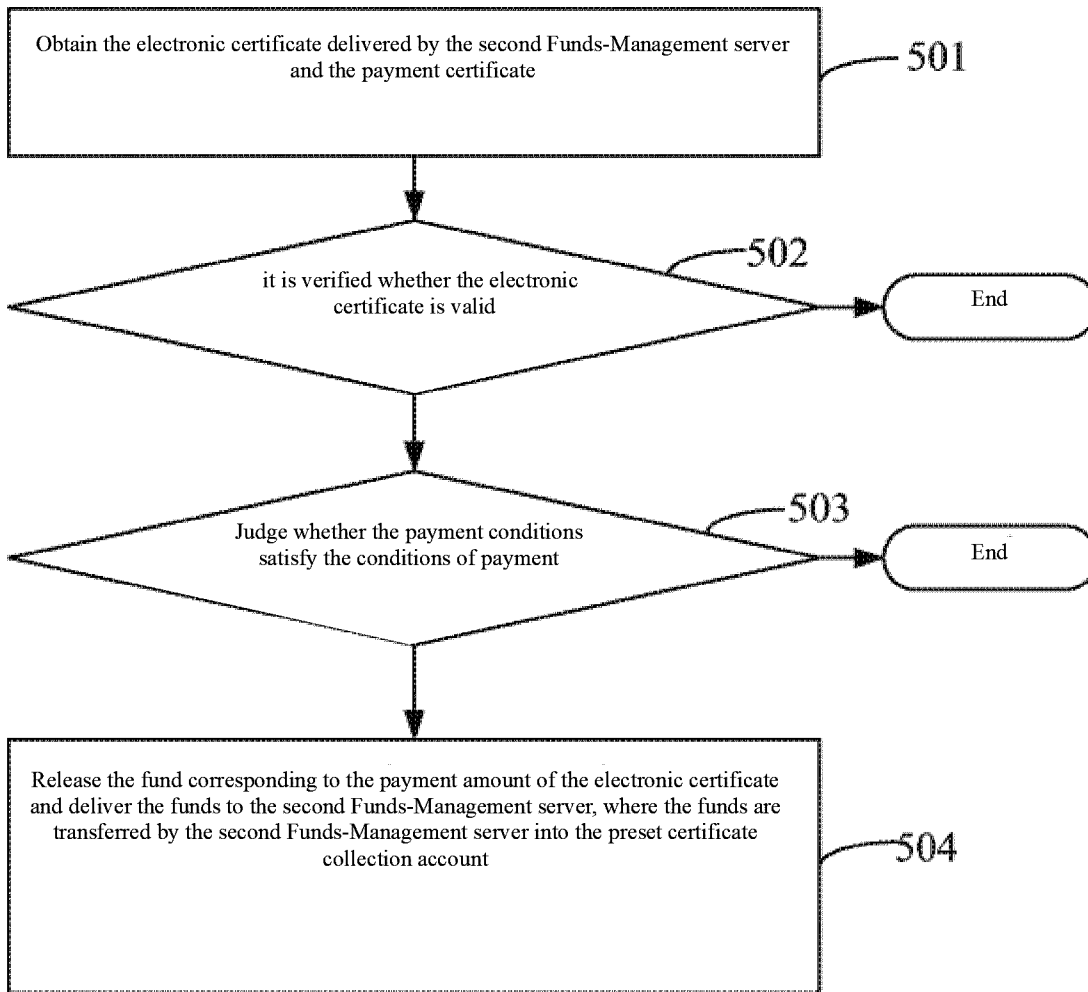 Obtain the electronic certificate delivered by the second Funds-Management server
and the payment certificate
501
it is verified whether the electronic
certificate is valid
502
End
Judge whether the payment conditions
satisfy the conditions of payment
503
End
Release the fund corresponding to the payment amount of the electronic certificate
and deliver the funds to the second Funds-Management server, where the funds are
transferred by the second Funds-Management server into the preset certificate
collection account
504